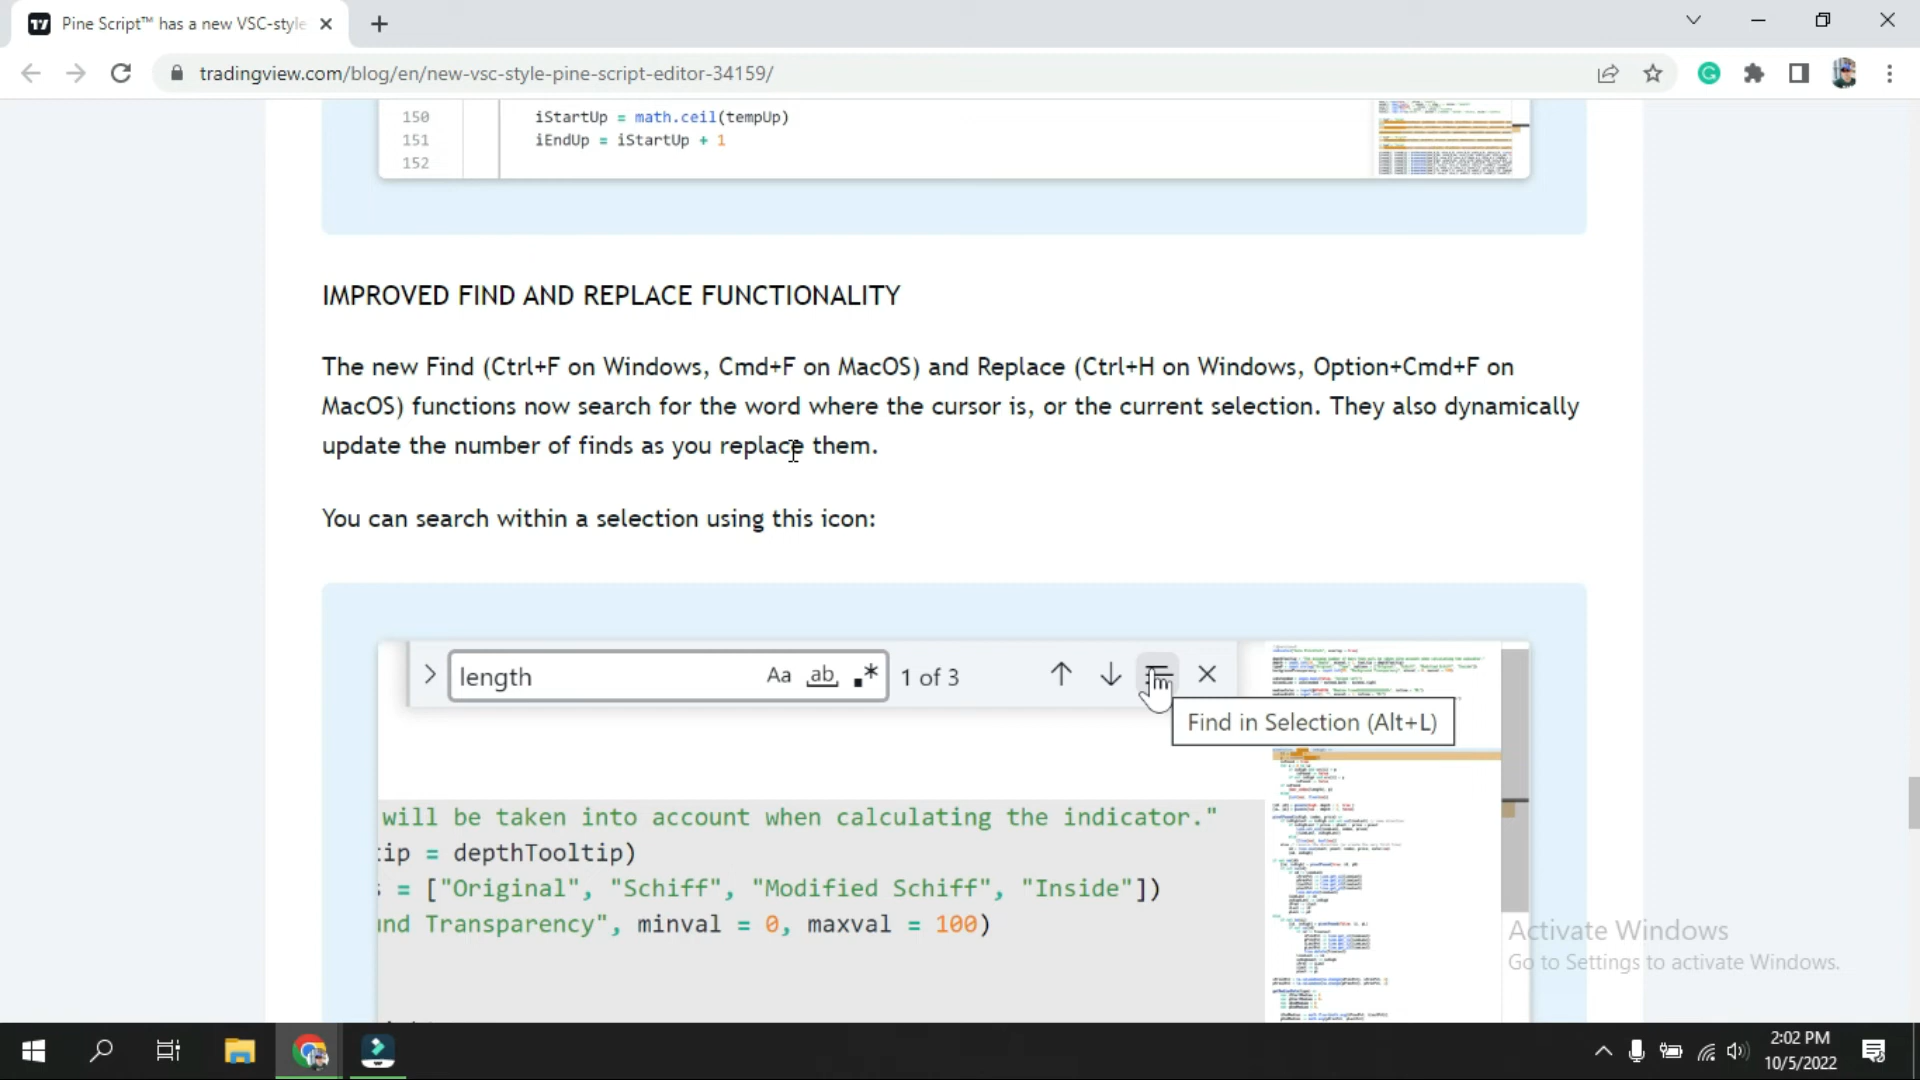 Pine Script™ has a new VSC-style
tradingview.com/blog/en/new-vsc-style-pine-script-editor-34159/
150 iStartUp = math.ceil(tempUp)
151 iEndUp = iStartUp + 1
152
IMPROVED FIND AND REPLACE FUNCTIONALITY
The new Find (Ctrl+F on Windows, Cmd+F on MacOS) and Replace (Ctrl+H on Windows, Option+Cmd+F on
MacOS) functions now search for the word where the cursor is, or the current selection. They also dynamically
update the number of finds as you replace them.
You can search within a selection using this icon:
length Aa ab .* 1 of 3
Find in Selection (Alt+L)
will be taken into account when calculating the indicator."
tip = depthTooltip)
= ["Original", "Schiff", "Modified Schiff", "Inside"])
und Transparency", minval = 0, maxval = 100)
Activate Windows
Go to Settings to activate Windows.
2:02 PM
10/5/2022